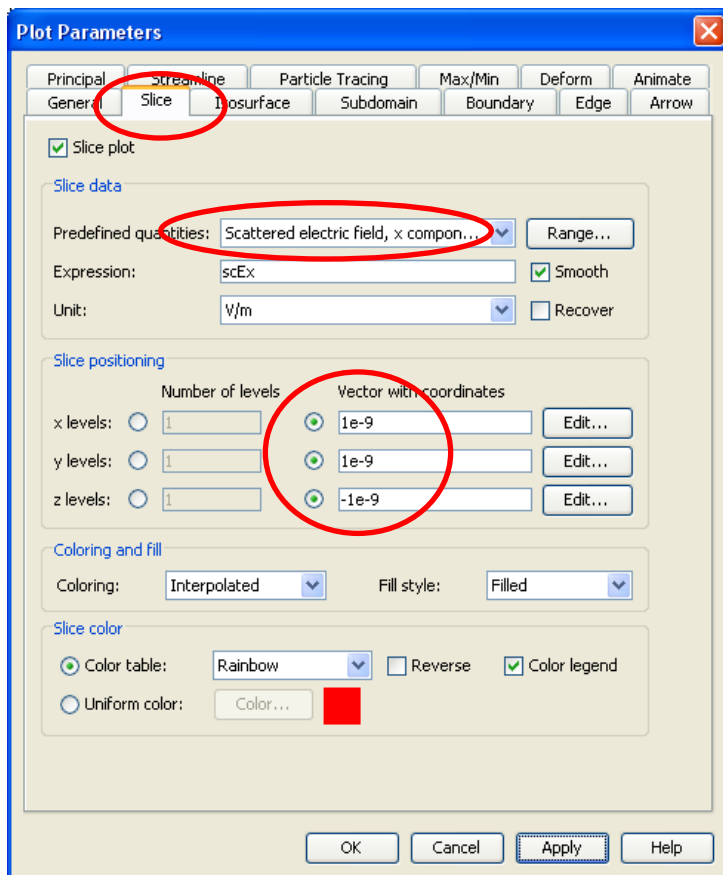 Plot Parameters
Principal Streamline Particle Tracing Max/Min Deform Animate
General Slice Isosurface Subdomain Boundary Edge Arrow
Slice plot
Slice data
Predefined quantities: Scattered electric field, x compon... Range...
Expression: scEx Smooth
Unit: V/m Recover
Slice positioning
Number of levels Vector with coordinates
x levels: 1 1e-9 Edit...
y levels: 1 1e-9 Edit...
z levels: 1 -1e-9 Edit...
Coloring and fill
Coloring: Interpolated Fill style: Filled
Slice color
Color table: Rainbow Reverse Color legend
Uniform color: Color...
OK Cancel Apply Help